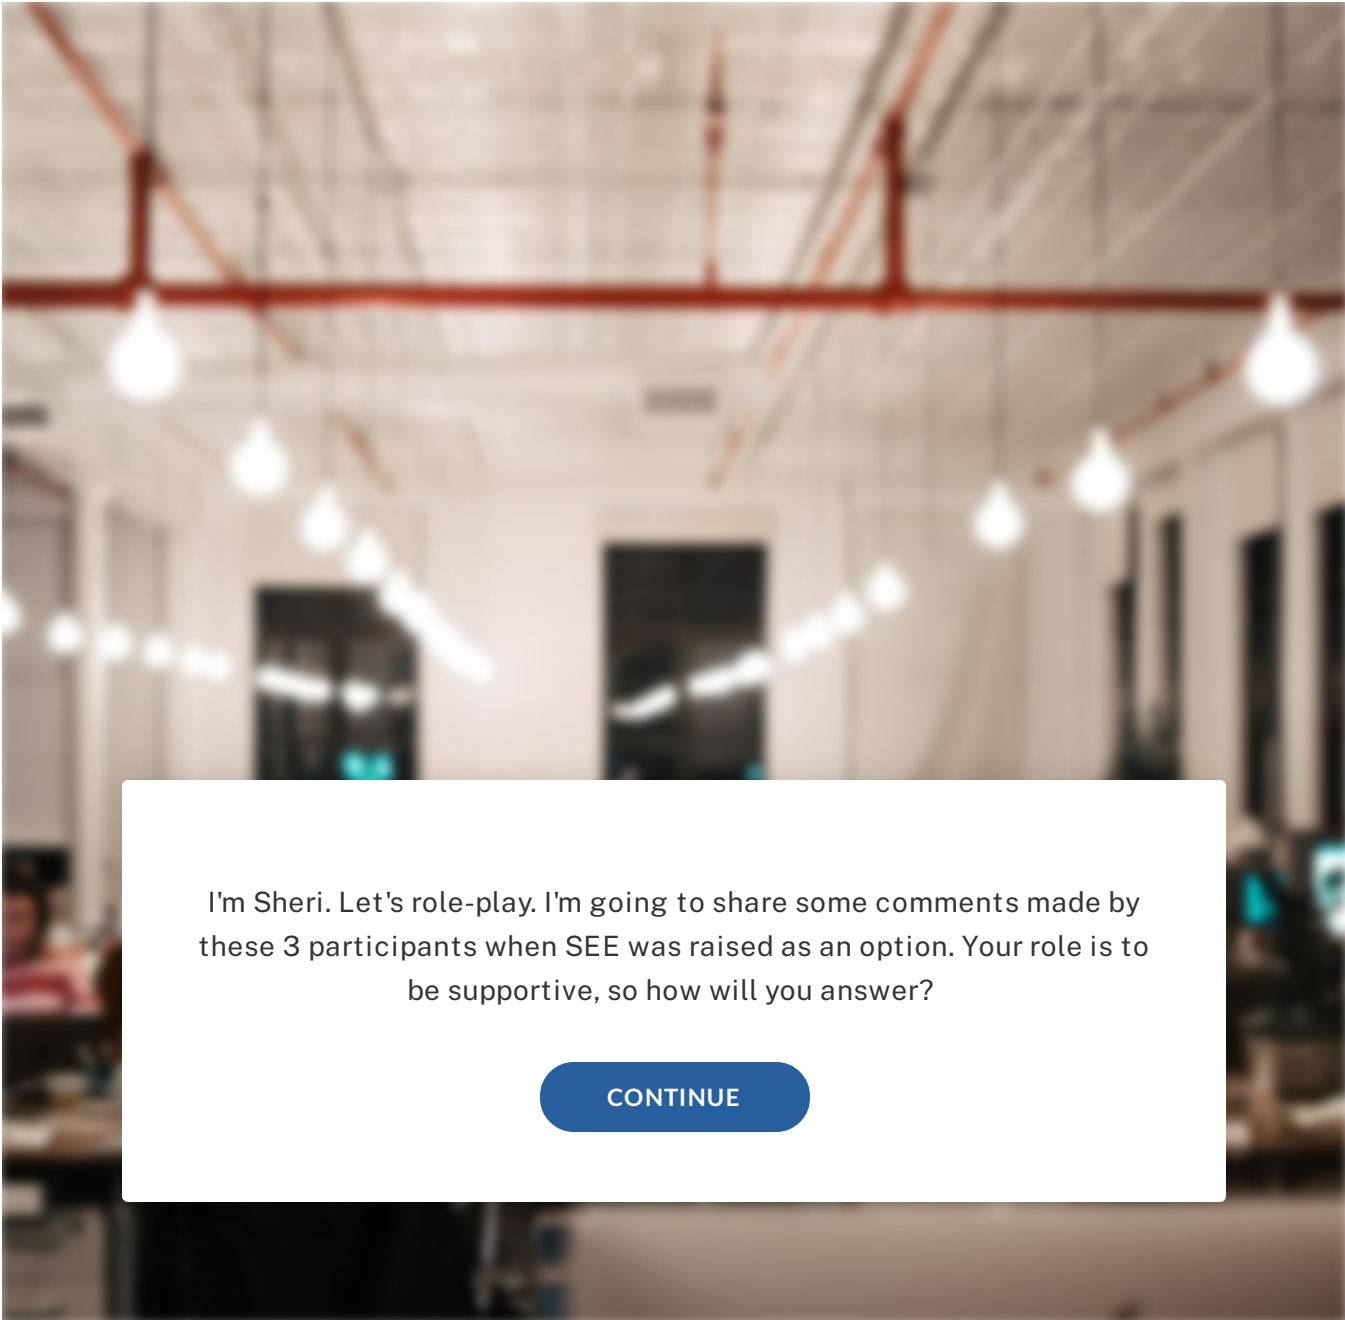 I'm Sheri. Let's role-play. I'm going to share some comments made by
these 3 participants when SEE was raised as an option. Your role is to
be supportive, so how will you answer?
CONTINUE